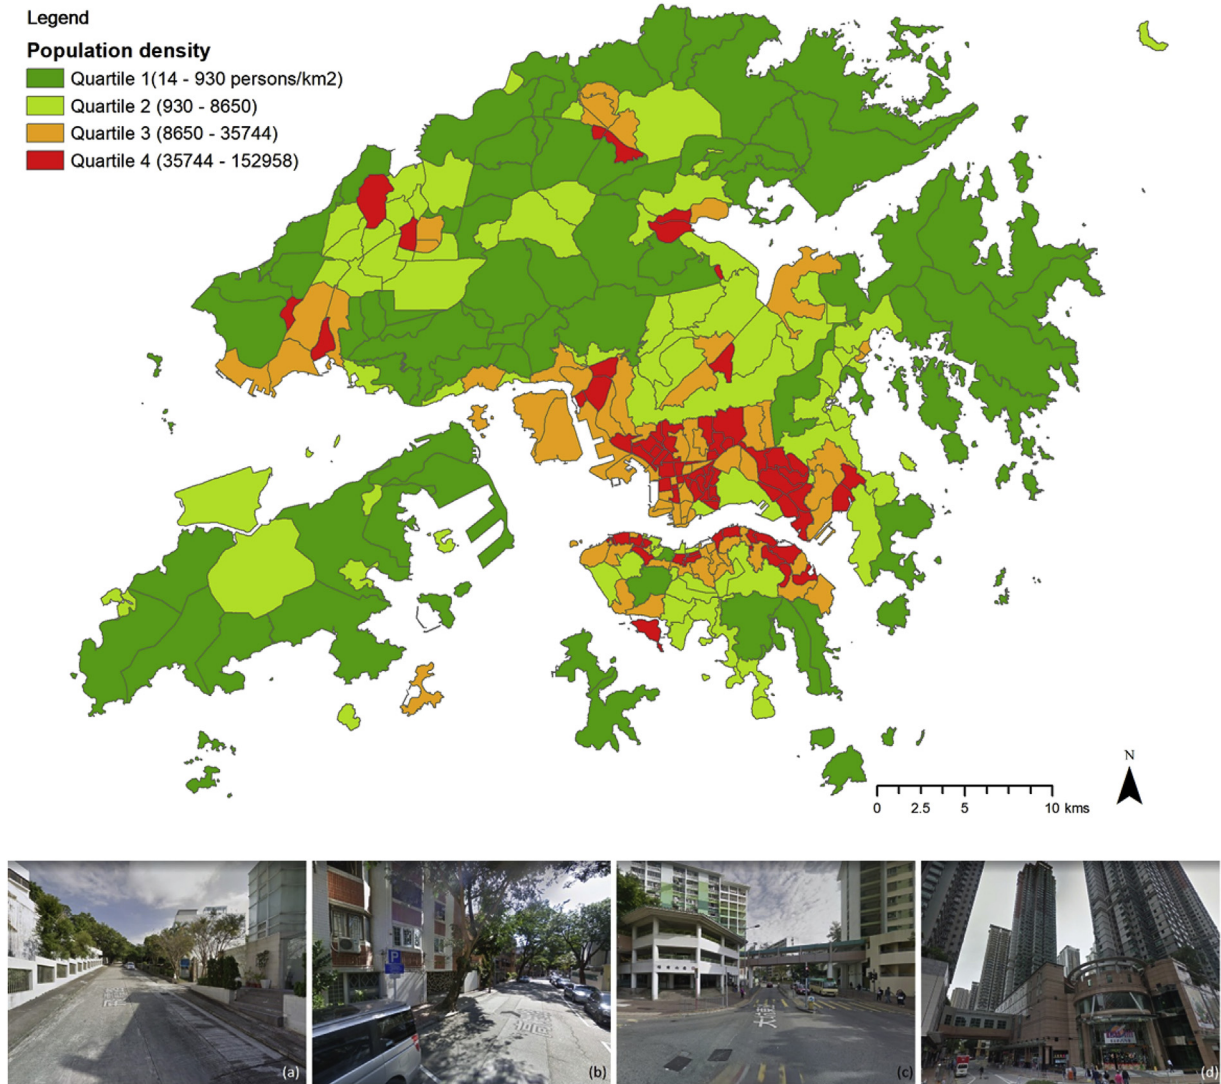 Legend
Population density
Quartile 1(14 - 930 persons/km2)
Quartile 2 (930 - 8650)
Quartile 3 (8650 - 35744)
Quartile 4 (35744 - 152958)
N
0 2.5 5 10 kms
P
(a)
(b)
(c)
(d)